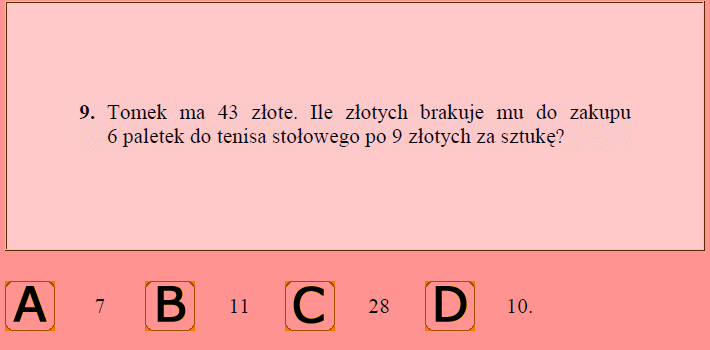 9. Tomek ma 43 złote. Ile złotych brakuje mu do zakupu
6 paletek do tenisa stołowego po 9 złotych za sztukę?
A 7 B 11 C 28 D 10.